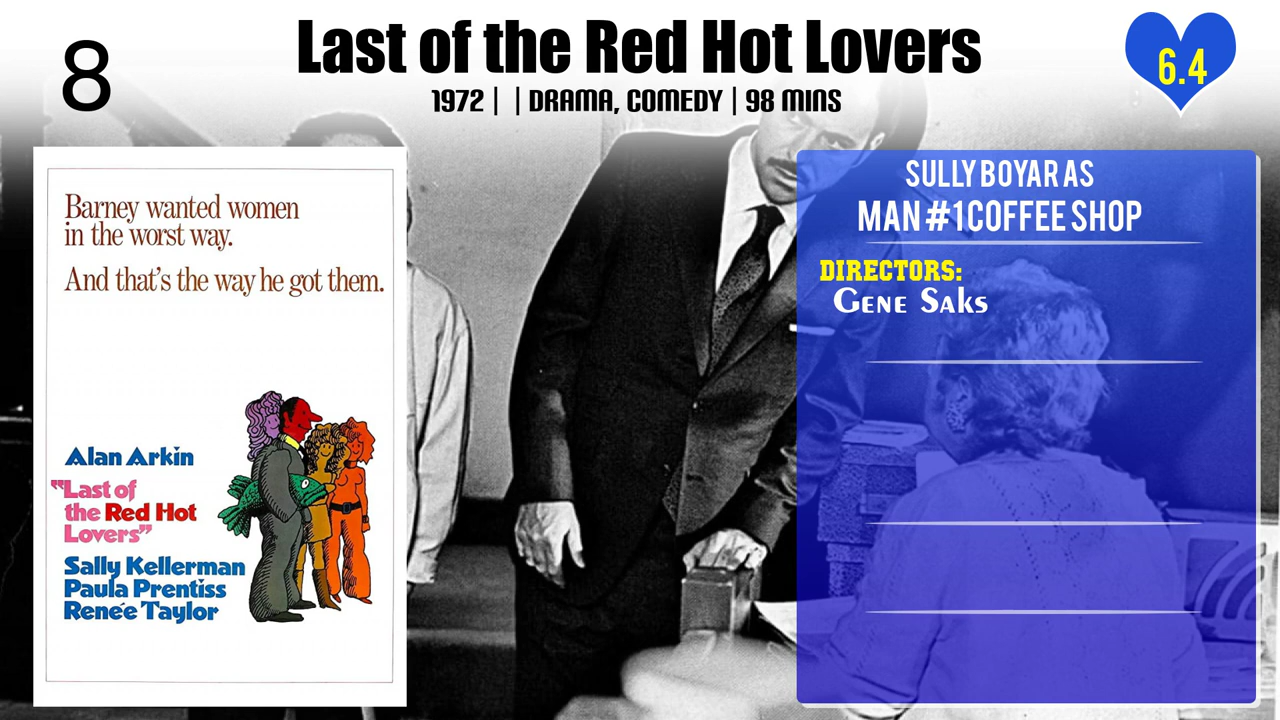 8
Last of the Red Hot Lovers
1972 | | DRAMA, COMEDY | 98 MINS
6.4
Barney wanted women
in the worst way.
And that's the way he got them.
Alan Arkin
"Last of
the Red Hot
Lovers"
Sally Kellerman
Paula Prentiss
Renée Taylor
SULLY BOYAR AS
MAN #1COFFEE SHOP
DIRECTORS:
GENE SAKS